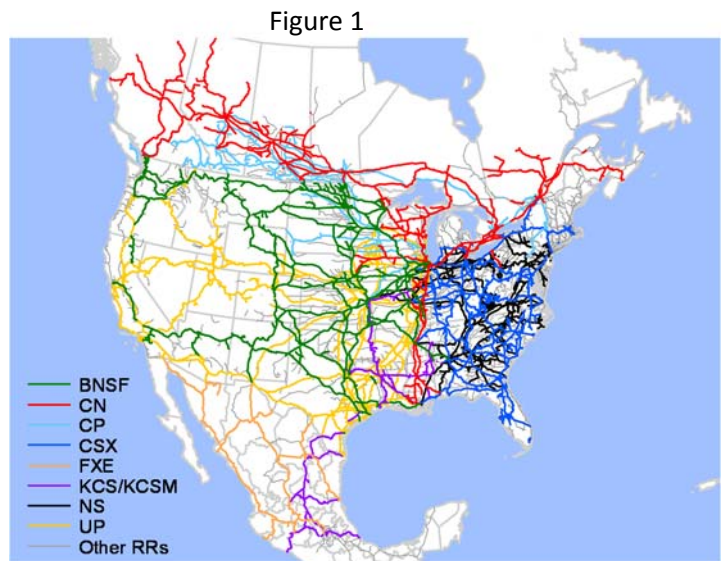 Figure 1
BNSF
CN
CP
CSX
FXE
KCS/KCSM
NS
UP
Other RRs